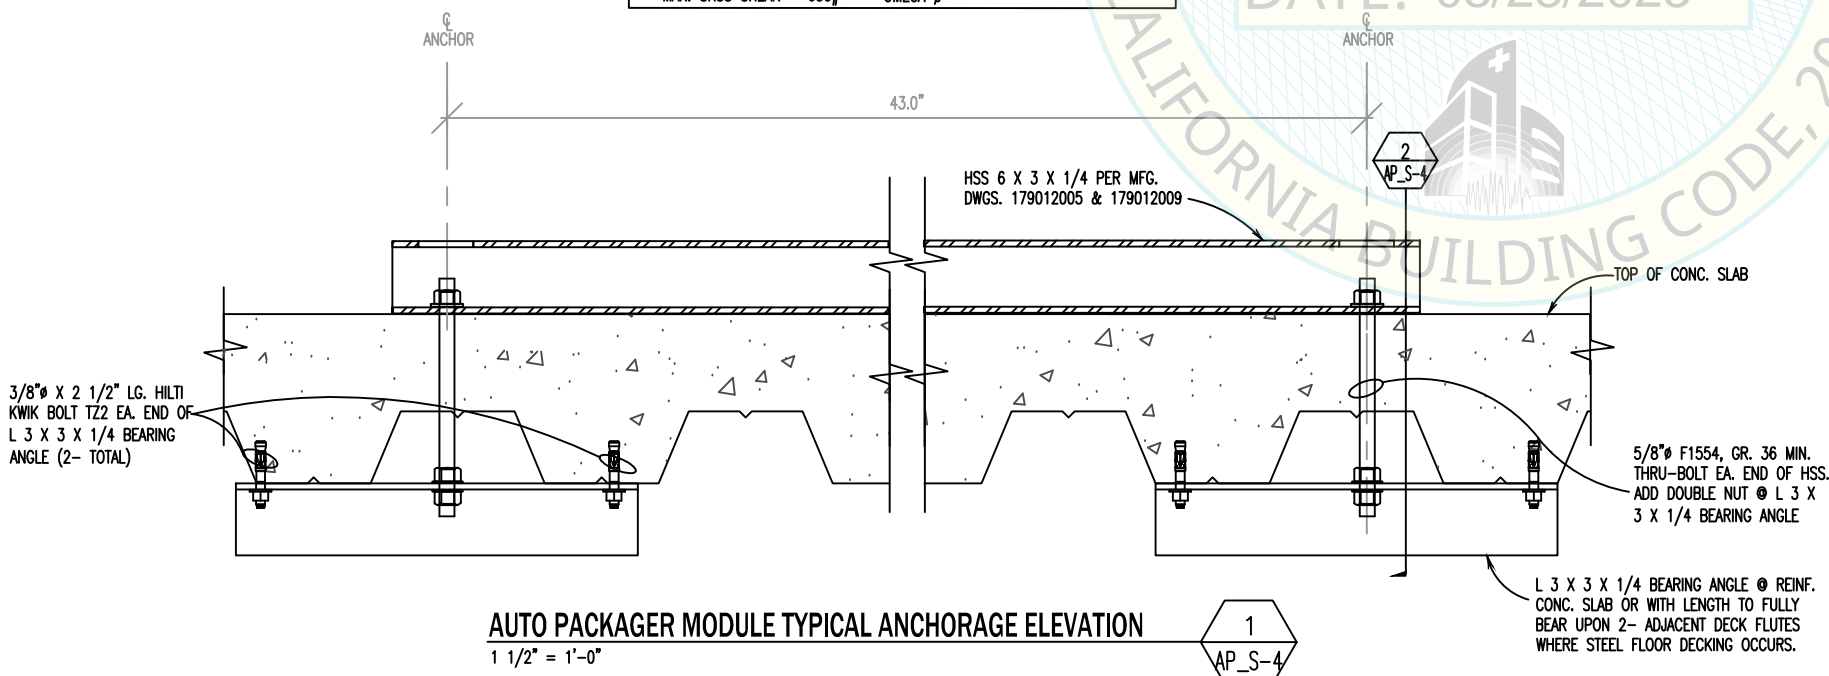 DATE:
CALIFORNIA BUILDING CODE,
℄
ANCHOR
℄
ANCHOR
43.0"
2
AP_S-4
HSS 6 X 3 X 1/4 PER MFG.
DWGS. 179012005 & 179012009
TOP OF CONC. SLAB
3/8"ø X 2 1/2" LG. HILTI
KWIK BOLT TZ2 EA. END OF
L 3 X 3 X 1/4 BEARING
ANGLE (2- TOTAL)
5/8"ø F1554, GR. 36 MIN.
THRU-BOLT EA. END OF HSS.
ADD DOUBLE NUT @ L 3 X
3 X 1/4 BEARING ANGLE
L 3 X 3 X 1/4 BEARING ANGLE @ REINF.
CONC. SLAB OR WITH LENGTH TO FULLY
BEAR UPON 2- ADJACENT DECK FLUTES
WHERE STEEL FLOOR DECKING OCCURS.
AUTO PACKAGER MODULE TYPICAL ANCHORAGE ELEVATION
1 1/2" = 1'-0"
1
AP_S-4